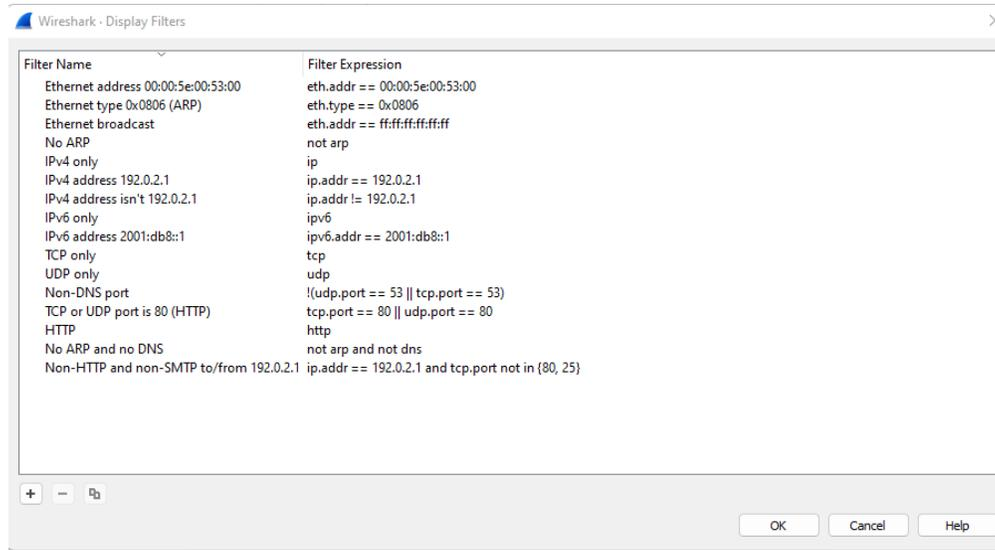 Wireshark · Display Filters
Filter Name Filter Expression
Ethernet address 00:00:5e:00:53:00 eth.addr == 00:00:5e:00:53:00
Ethernet type 0x0806 (ARP) eth.type == 0x0806
Ethernet broadcast eth.addr == ff:ff:ff:ff:ff:ff
No ARP not arp
IPv4 only ip
IPv4 address 192.0.2.1 ip.addr == 192.0.2.1
IPv4 address isn't 192.0.2.1 ip.addr != 192.0.2.1
IPv6 only ipv6
IPv6 address 2001:db8::1 ipv6.addr == 2001:db8::1
TCP only tcp
UDP only udp
Non-DNS port !(udp.port == 53 || tcp.port == 53)
TCP or UDP port is 80 (HTTP) tcp.port == 80 || udp.port == 80
HTTP http
No ARP and no DNS not arp and not dns
Non-HTTP and non-SMTP to/from 192.0.2.1 ip.addr == 192.0.2.1 and tcp.port not in {80, 25}
OK Cancel Help